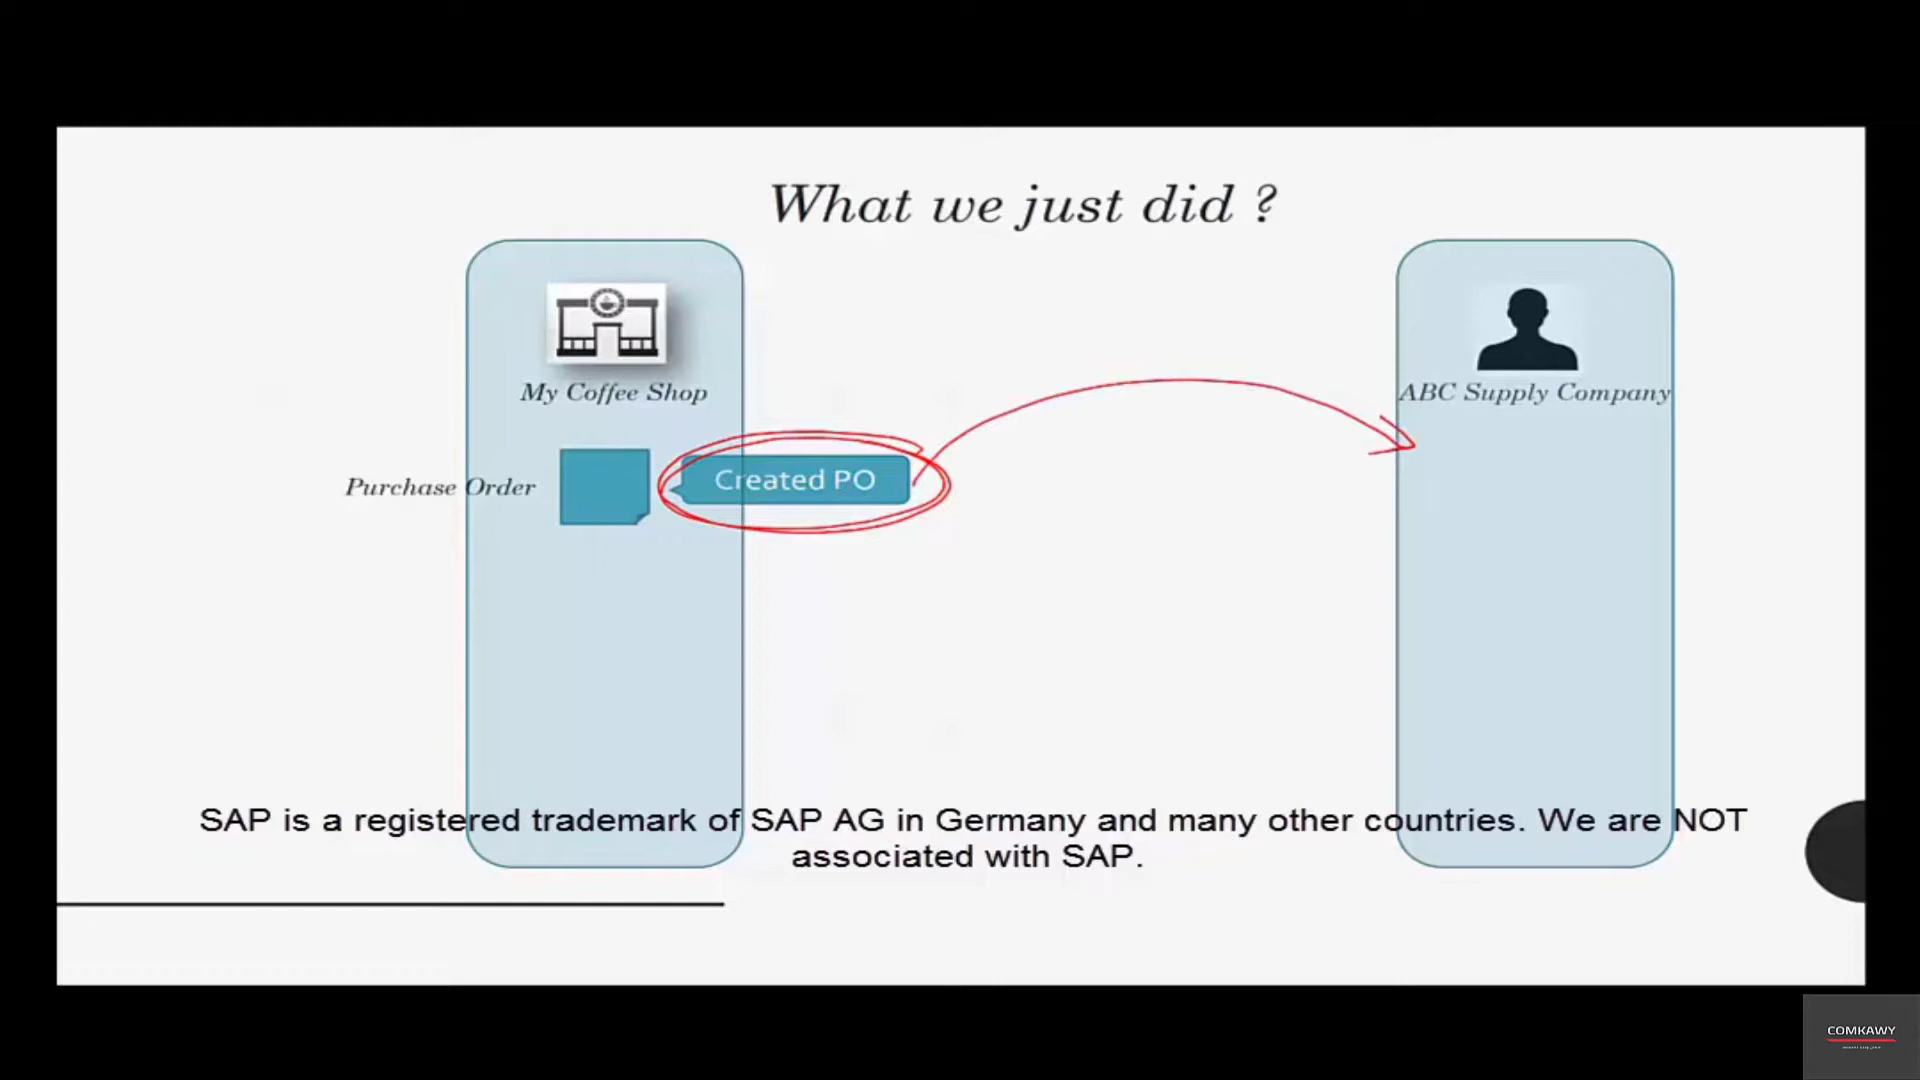 What we just did ?
My Coffee Shop
ABC Supply Company
Purchase Order
Created PO
SAP is a registered trademark of SAP AG in Germany and many other countries. We are NOT
associated with SAP.
COMKAWY